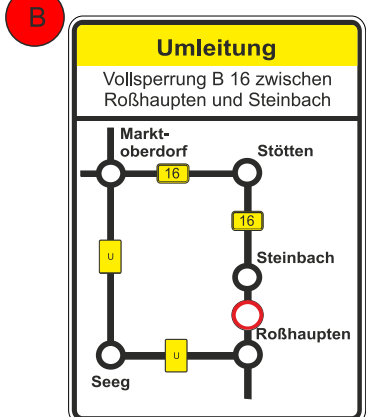 B
Umleitung
Vollsperrung B 16 zwischen
Roßhaupten und Steinbach
Markt-
oberdorf
Stötten
16
16
U
Steinbach
Roßhaupten
U
Seeg